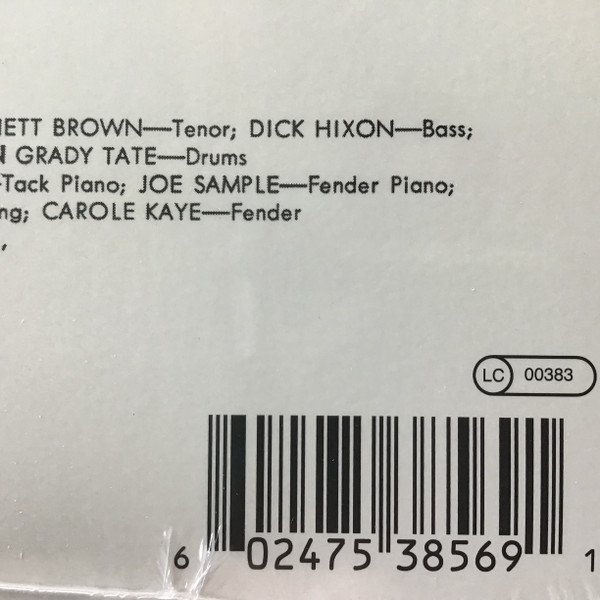 ETT BROWN—Tenor; DICK HIXON—Bass;
N GRADY TATE—Drums
-Tack Piano; JOE SAMPLE—Fender Piano;
ng; CAROLE KAYE—Fender
,
LC 00383
6 02475 38569 1